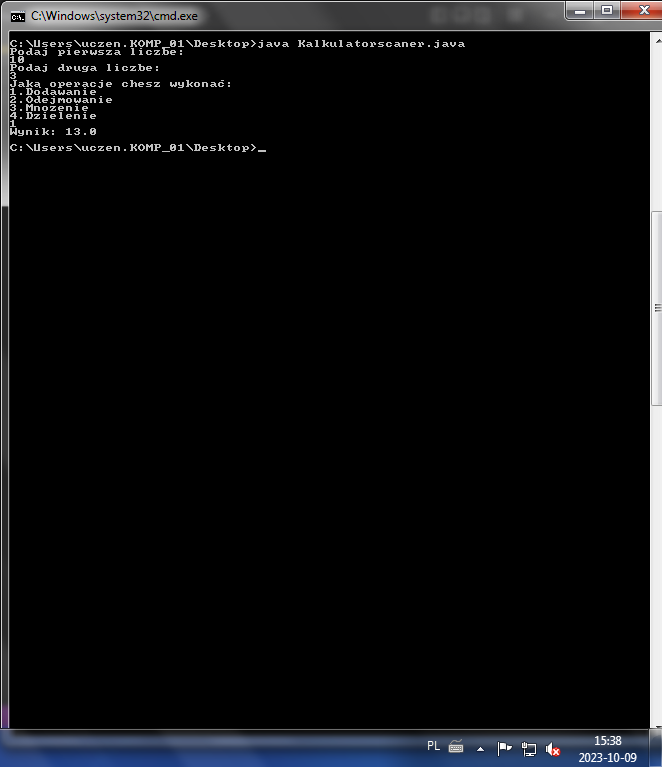 C:\Windows\system32\cmd.exe
C:\Users\uczen.KOMP_01\Desktop>java Kalkulatorscaner.java
Podaj pierwsza liczbe:
10
Podaj druga liczbe:
3
Jaka operacje chesz wykonać:
1.Dodawanie
2.Odejmowanie
3.Mnozenie
4.Dzielenie
1
Wynik: 13.0
C:\Users\uczen.KOMP_01\Desktop>_
PL
15:38
2023-10-09